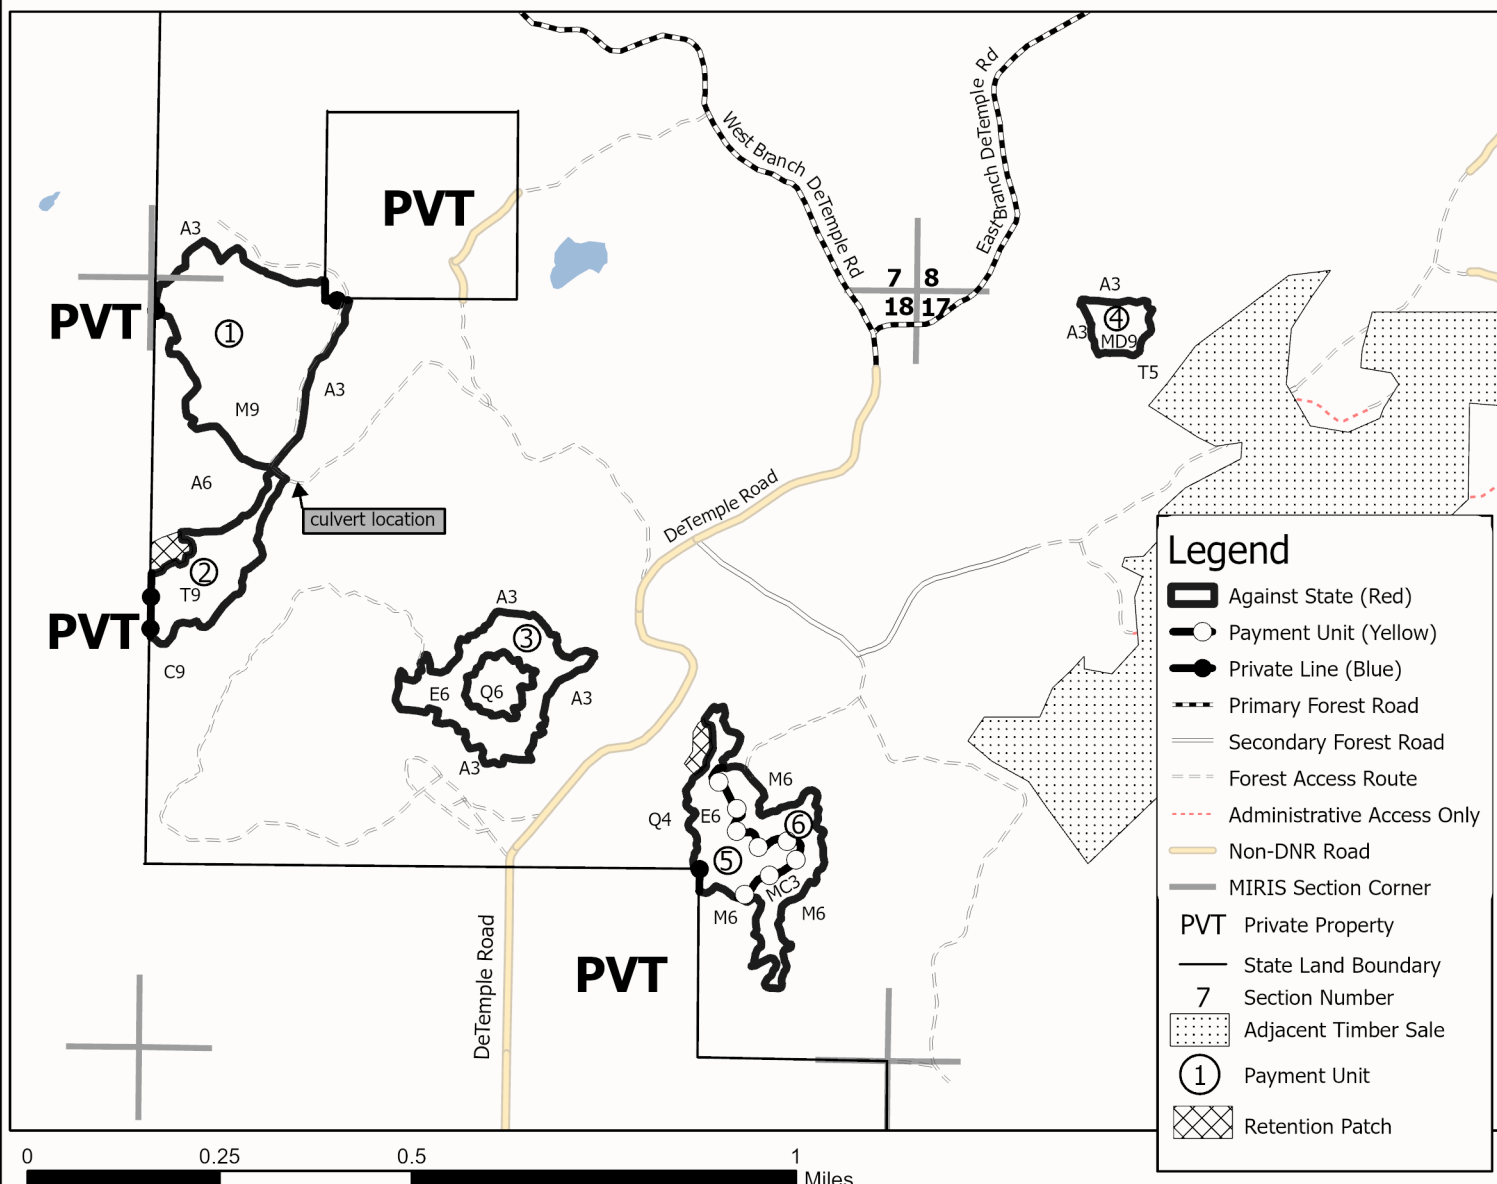 West Branch DeTemple Rd
East Branch DeTemple Rd
PVT
A3
7 8
18 17
PVT
1
A3
4
A3
MD9
T5
A3
M9
A6
culvert location
DeTemple Road
2
T9
PVT
C9
A3
3
E6
Q6
A3
A3
M6
Q4
E6
6
5
MC3
M6
M6
DeTemple Road
PVT
Legend
Against State (Red)
Payment Unit (Yellow)
Private Line (Blue)
Primary Forest Road
Secondary Forest Road
Forest Access Route
Administrative Access Only
Non-DNR Road
MIRIS Section Corner
PVT Private Property
State Land Boundary
7 Section Number
Adjacent Timber Sale
1 Payment Unit
Retention Patch
0 0.25 0.5 1
Miles